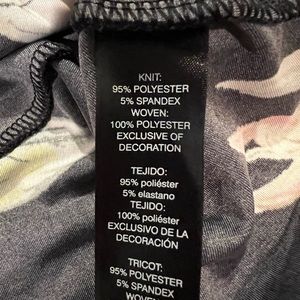 KNIT:
95% POLYESTER
5% SPANDEX
WOVEN:
100% POLYESTER
EXCLUSIVE OF
DECORATION
TEJIDO:
95% poliéster
5% elastano
TEJIDO:
100% poliéster
EXCLUSIVO DE LA
DECORACIÓN
TRICOT:
95% POLYESTER
5% SPANDEX
WOVEN